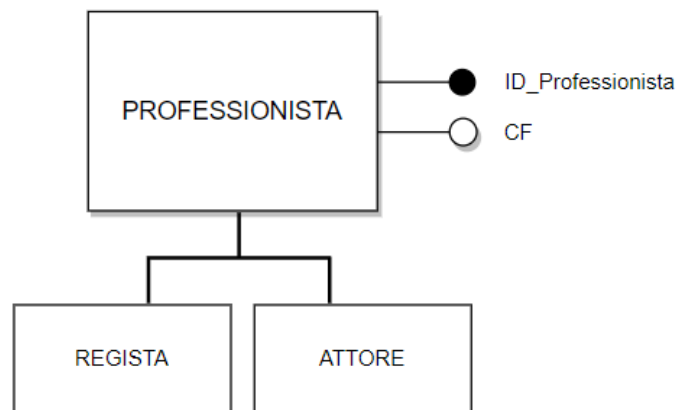 PROFESSIONISTA
ID_Professionista
CF
REGISTA
ATTORE